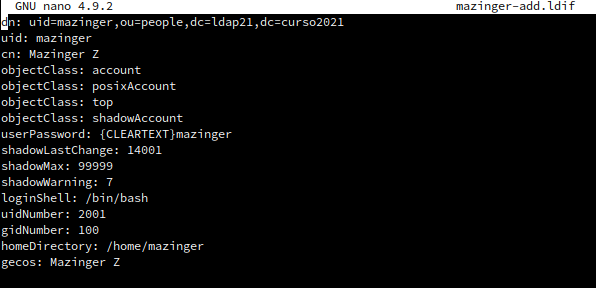 GNU nano 4.9.2 mazinger-add.ldif
dn: uid=mazinger,ou=people,dc=ldap21,dc=curso2021
uid: mazinger
cn: Mazinger Z
objectClass: account
objectClass: posixAccount
objectClass: top
objectClass: shadowAccount
userPassword: {CLEARTEXT}mazinger
shadowLastChange: 14001
shadowMax: 99999
shadowWarning: 7
loginShell: /bin/bash
uidNumber: 2001
gidNumber: 100
homeDirectory: /home/mazinger
gecos: Mazinger Z